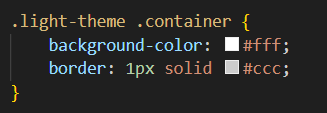 .light-theme .container {
    background-color: #fff;
    border: 1px solid #ccc;
}